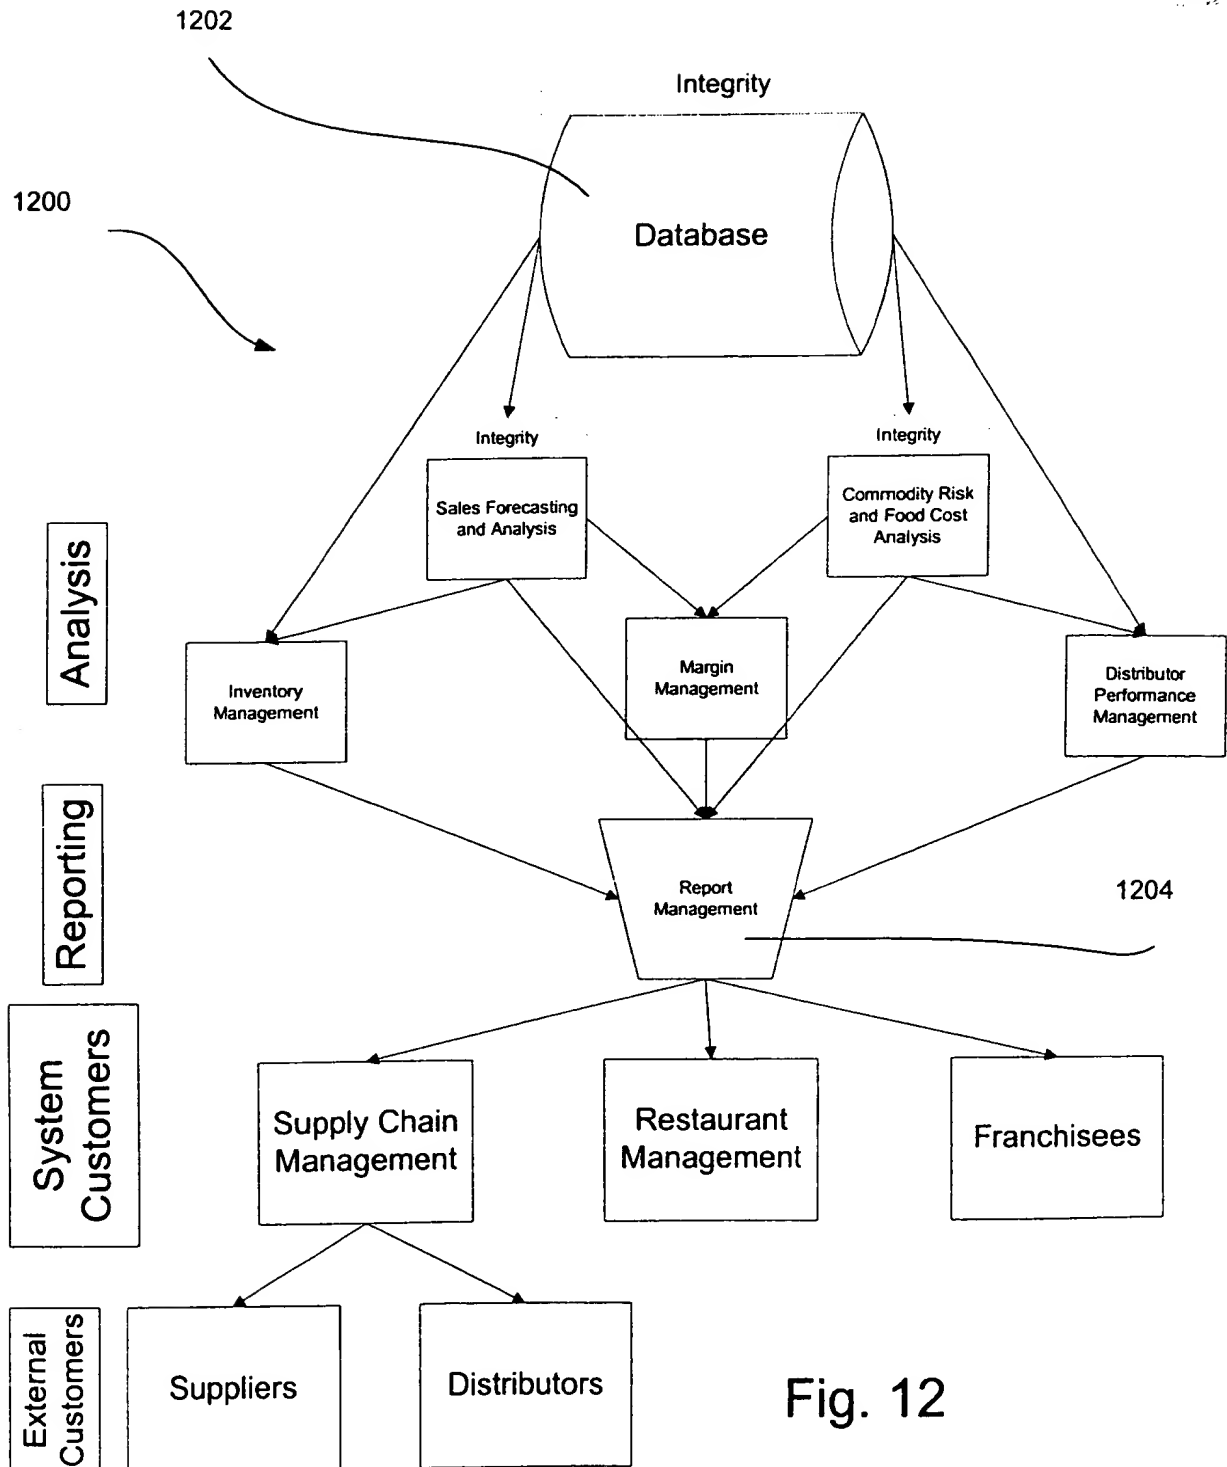 1202
Integrity
1200
Database
Integrity
Integrity
Sales Forecasting
and Analysis
Commodity Risk
and Food Cost
Analysis
Analysis
Inventory
Management
Margin
Management
Distributor
Performance
Management
Reporting
Report
Management
1204
System
Customers
Supply Chain
Management
Restaurant
Management
Franchisees
External
Customers
Suppliers
Distributors
Fig. 12